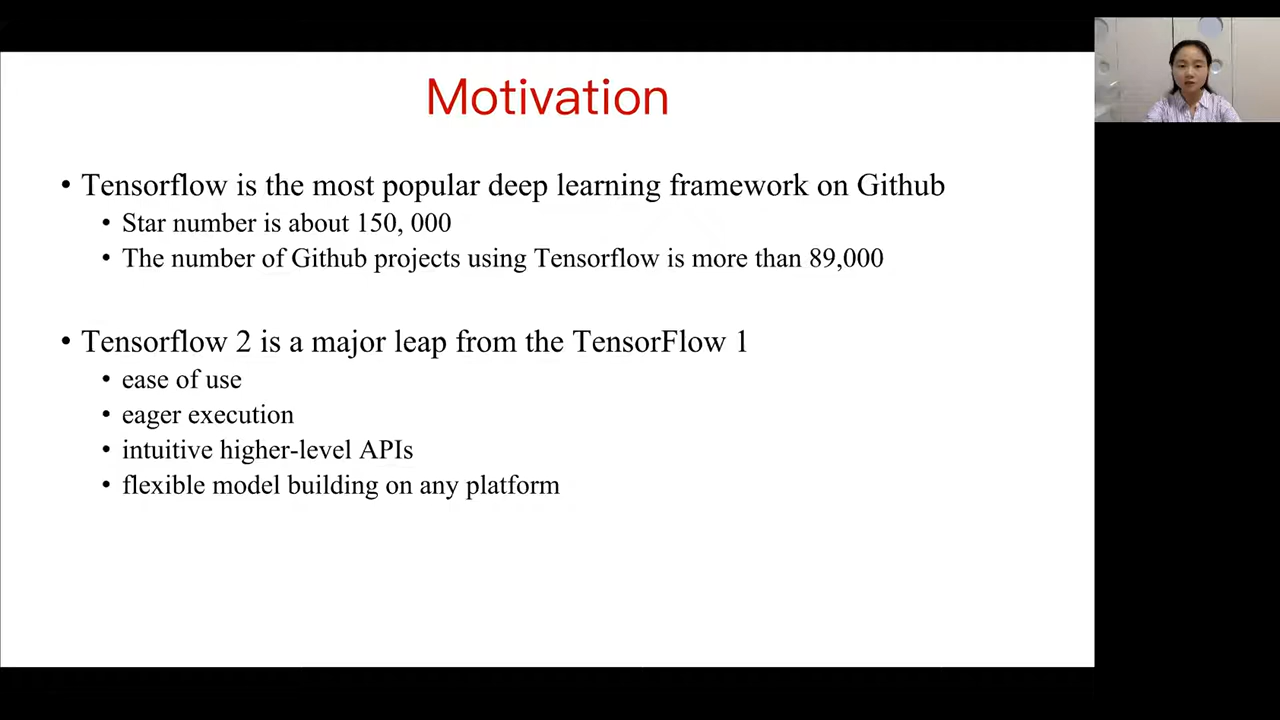 Motivation
• Tensorflow is the most popular deep learning framework on Github
• Star number is about 150, 000
• The number of Github projects using Tensorflow is more than 89,000
• Tensorflow 2 is a major leap from the TensorFlow 1
• ease of use
• eager execution
• intuitive higher-level APIs
• flexible model building on any platform